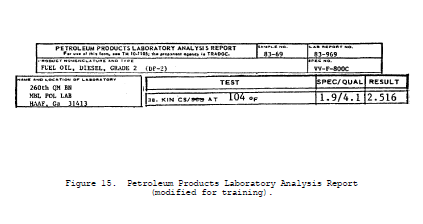 PETROLEUM PRODUCTS LABORATORY ANALYSIS REPORT
For use of this form, see TM 10-1105; the proponent agency is TRADOC.
SAMPLE NO.
83-69
LAB REPORT NO.
83-969
PRODUCT NOMENCLATURE AND TYPE
FUEL OIL, DIESEL, GRADE 2 (DF-2)
SPEC NO.
VV-F-800C
NAME AND LOCATION OF LABORATORY
260th QM BN
MBL POL LAB
HAAF, Ga 31413
TEST SPEC/QUAL RESULT
38. KIN CS/ AT 104 °F 1.9/4.1 2.516
Figure 15. Petroleum Products Laboratory Analysis Report
(modified for training).